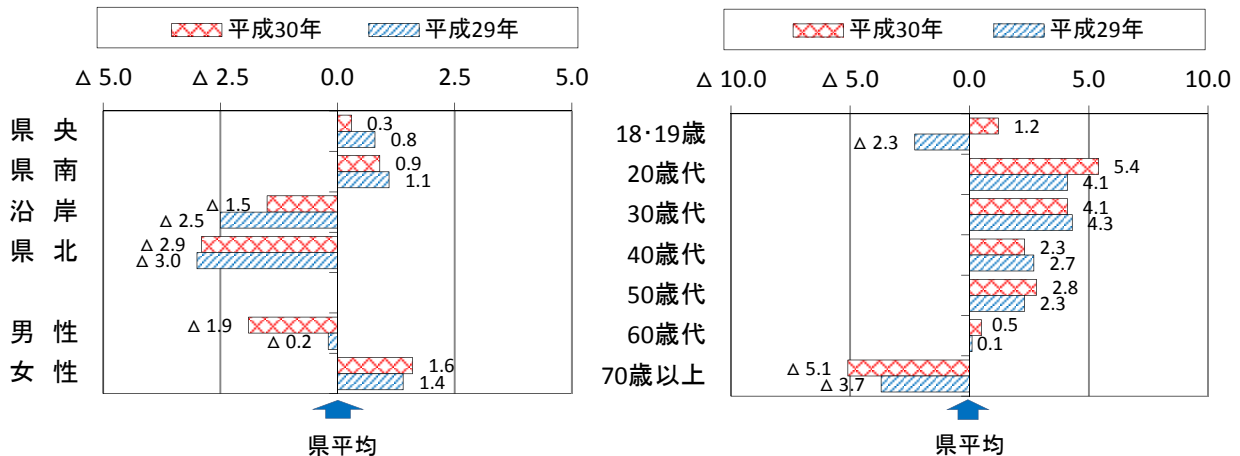 平成30年 平成29年
△ 5.0 △ 2.5 0.0 2.5 5.0
県 央 0.3
0.8
県 南 0.9
1.1
沿 岸 △ 1.5
△ 2.5
県 北 △ 2.9
△ 3.0
男 性 △ 1.9
△ 0.2
女 性 1.6
1.4
県平均
平成30年 平成29年
△ 10.0 △ 5.0 0.0 5.0 10.0
18・19歳 1.2
△ 2.3
20歳代 5.4
4.1
30歳代 4.1
4.3
40歳代 2.3
2.7
50歳代 2.8
2.3
60歳代 0.5
0.1
70歳以上 △ 5.1
△ 3.7
県平均